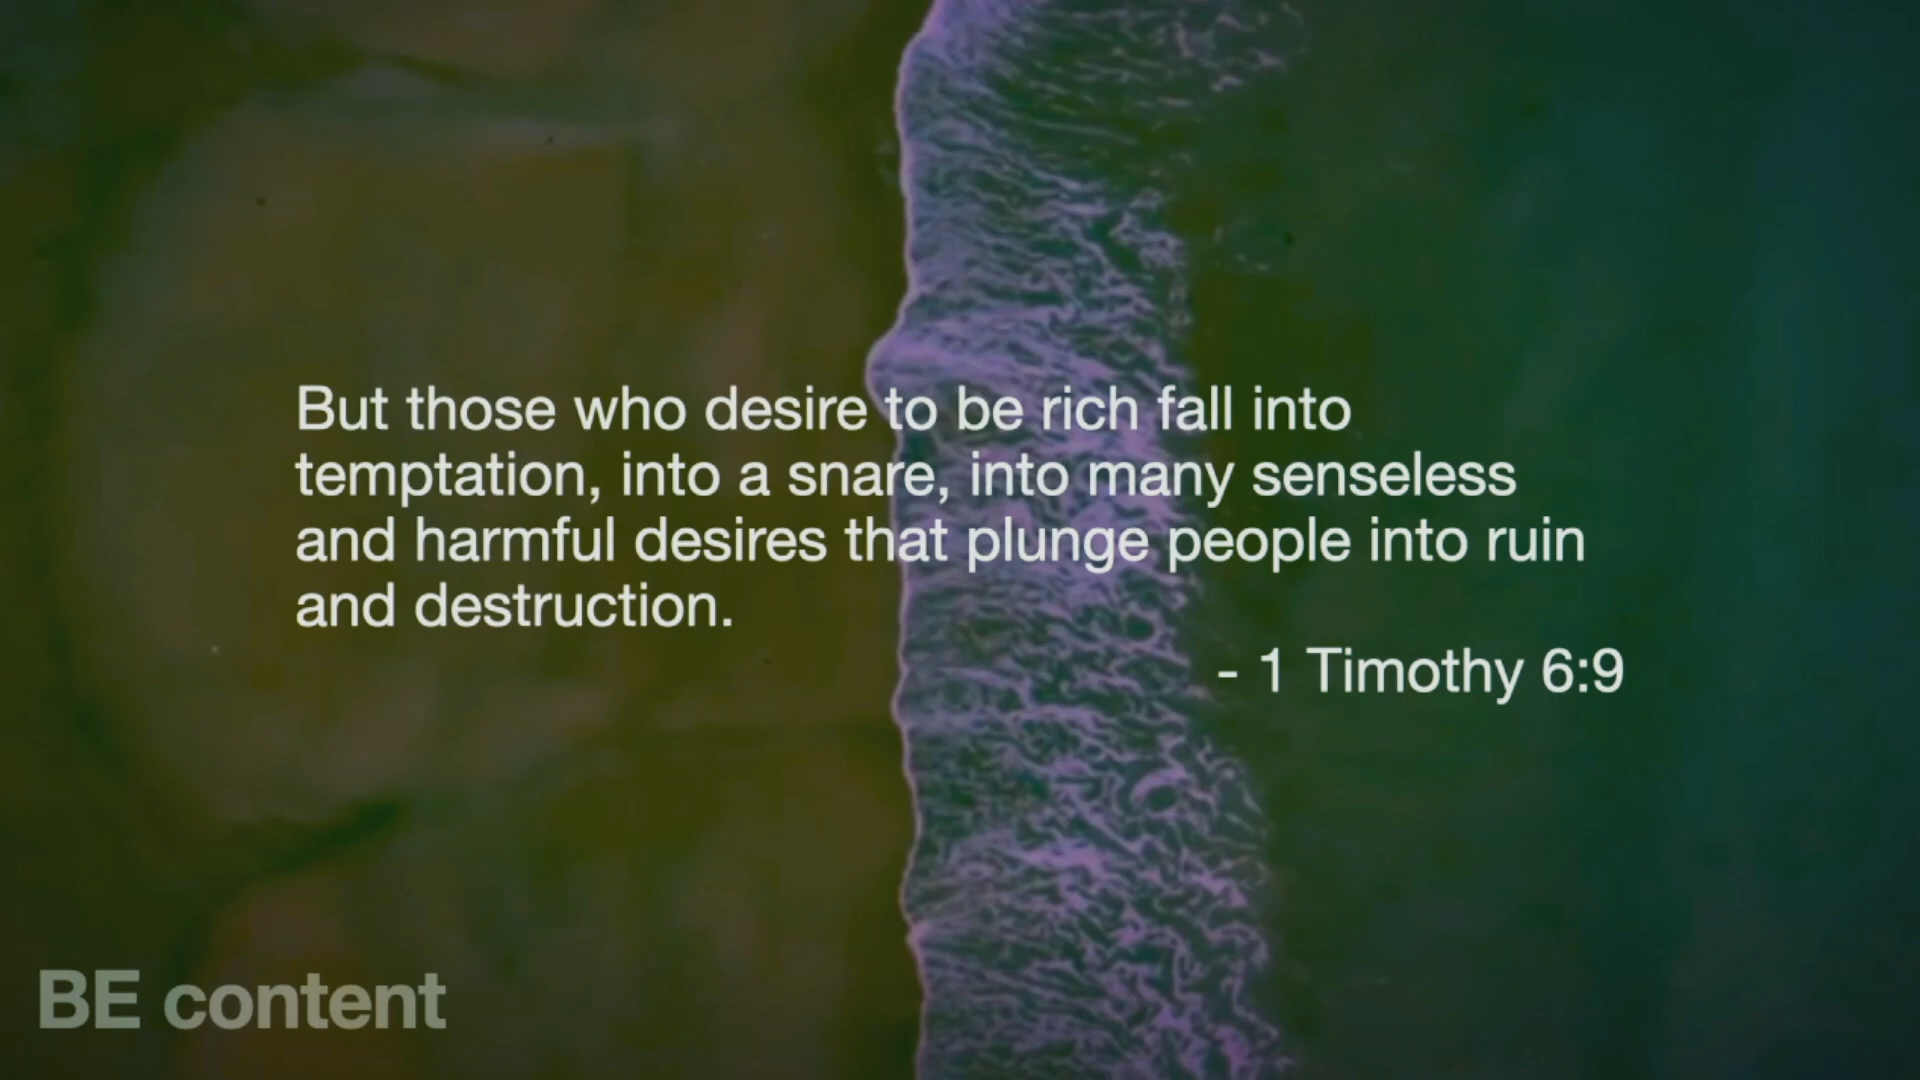 But those who desire to be rich fall into
temptation, into a snare, into many senseless
and harmful desires that plunge people into ruin
and destruction.
- 1 Timothy 6:9
BE content